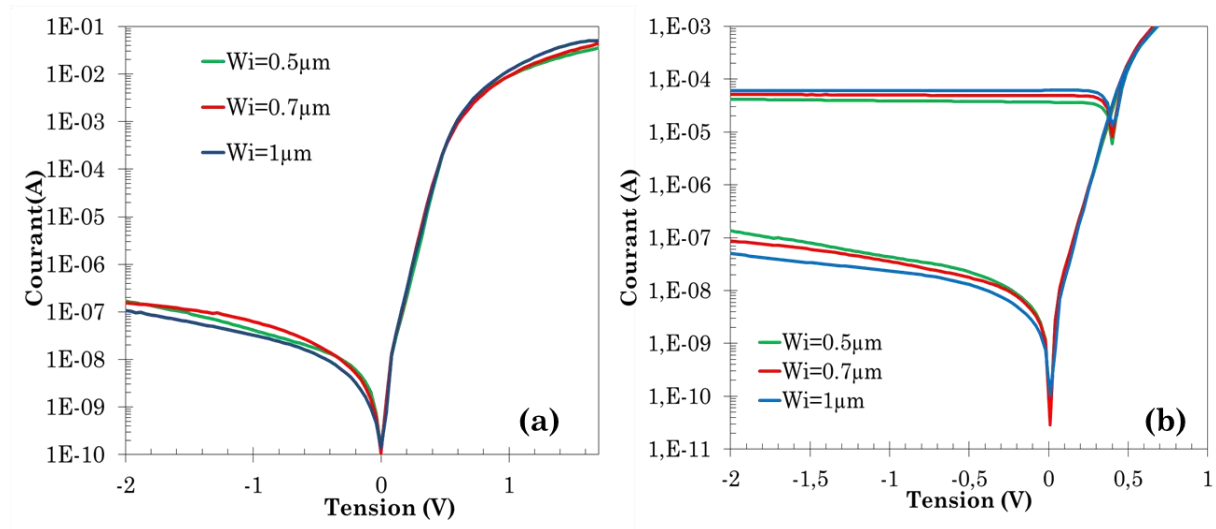 1E-01
1E-02
1E-03
1E-04
1E-05
1E-06
1E-07
1E-08
1E-09
1E-10
Courant(A)
Wi=0.5µm
Wi=0.7µm
Wi=1µm
(a)
-2 -1 0 1
Tension (V)
1,E-03
1,E-04
1,E-05
1,E-06
1,E-07
1,E-08
1,E-09
1,E-10
1,E-11
Courant (A)
Wi=0.5µm
Wi=0.7µm
Wi=1µm
(b)
-2 -1,5 -1 -0,5 0 0,5 1
Tension (V)